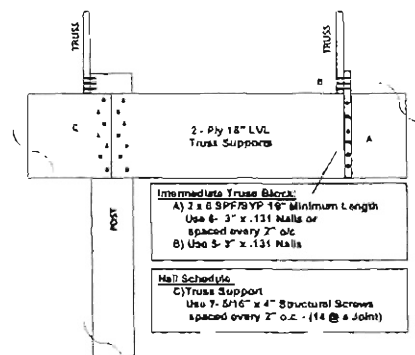 TRUSS
TRUSS
B
C
2 - Ply 18" LVL
Truss Supports
A
POST
Intermediate Truss Block:
A) 2 x 6 SPF/SYP 16" Minimum Length
Use 6- 3" x .131 Nails or
spaced every 2" o/c
B) Use 5- 3" x .131 Nails
Nail Schedule
C) Truss Support
Use 7- 5/16" x 4" Structural Screws
spaced every 2" o.c. - (14 @ a Joint)